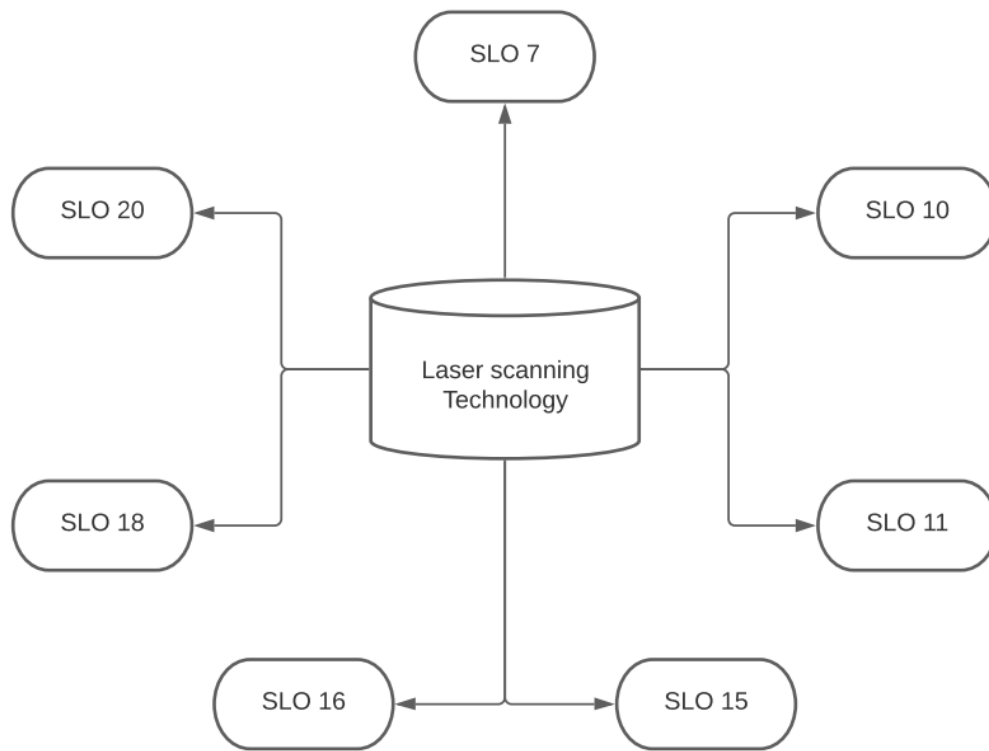 SLO 7
SLO 20
SLO 10
Laser scanning
Technology
SLO 18
SLO 11
SLO 16
SLO 15